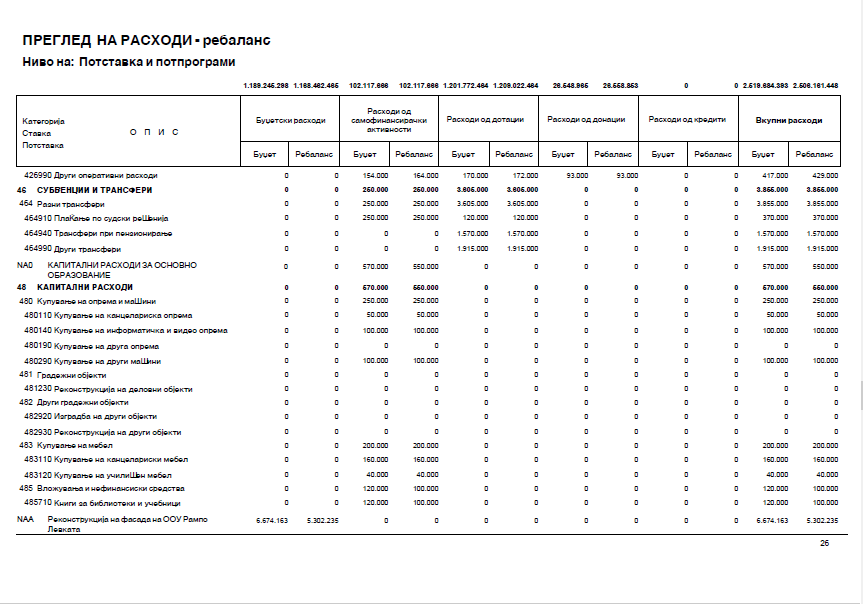 ПРЕГЛЕД НА РАСХОДИ - ребаланс
Ниво на: Потставка и потпрограми
1.189.245.298 1.168.462.465 102.117.666 102.117.666 1.201.772.464 1.209.022.464 26.548.965 26.558.853 0 0 2.519.684.393 2.506.161.448
Категорија
Ставка
Потставка
О П И С
Буџетски расходи
Расходи од
самофинансирачки
активности
Расходи од дотации
Расходи од донации
Расходи од кредити
Вкупни расходи
Буџет Ребаланс Буџет Ребаланс Буџет Ребаланс Буџет Ребаланс Буџет Ребаланс Буџет Ребаланс
426990 Други оперативни расходи 0 0 154.000 164.000 170.000 172.000 93.000 93.000 0 0 417.000 429.000
46 СУБВЕНЦИИ И ТРАНСФЕРИ 0 0 250.000 250.000 3.605.000 3.605.000 0 0 0 0 3.855.000 3.855.000
464 Разни трансфери 0 0 250.000 250.000 3.605.000 3.605.000 0 0 0 0 3.855.000 3.855.000
464910 ПлаКање по судски реШенија 0 0 250.000 250.000 120.000 120.000 0 0 0 0 370.000 370.000
464940 Трансфери при пензионирање 0 0 0 0 1.570.000 1.570.000 0 0 0 0 1.570.000 1.570.000
464990 Други трансфери 0 0 0 0 1.915.000 1.915.000 0 0 0 0 1.915.000 1.915.000
NA0 КАПИТАЛНИ РАСХОДИ ЗА ОСНОВНО
ОБРАЗОВАНИЕ 0 0 570.000 550.000 0 0 0 0 0 0 570.000 550.000
48 КАПИТАЛНИ РАСХОДИ 0 0 570.000 550.000 0 0 0 0 0 0 570.000 550.000
480 Купување на опрема и маШини 0 0 250.000 250.000 0 0 0 0 0 0 250.000 250.000
480110 Купување на канцелариска опрема 0 0 50.000 50.000 0 0 0 0 0 0 50.000 50.000
480140 Купување на информатичка и видео опрема 0 0 100.000 100.000 0 0 0 0 0 0 100.000 100.000
480190 Купување на друга опрема 0 0 0 0 0 0 0 0 0 0 0 0
480290 Купување на други маШини 0 0 100.000 100.000 0 0 0 0 0 0 100.000 100.000
481 Градежни објекти 0 0 0 0 0 0 0 0 0 0 0 0
481230 Реконструкција на деловни објекти 0 0 0 0 0 0 0 0 0 0 0 0
482 Други градежни објекти 0 0 0 0 0 0 0 0 0 0 0 0
482920 Изградба на други објекти 0 0 0 0 0 0 0 0 0 0 0 0
482930 Реконструкција на други објекти 0 0 0 0 0 0 0 0 0 0 0 0
483 Купување на мебел 0 0 200.000 200.000 0 0 0 0 0 0 200.000 200.000
483110 Купување на канцелариски мебел 0 0 160.000 160.000 0 0 0 0 0 0 160.000 160.000
483120 Купување на училиШен мебел 0 0 40.000 40.000 0 0 0 0 0 0 40.000 40.000
485 Вложувања и нефинансиски средства 0 0 120.000 100.000 0 0 0 0 0 0 120.000 100.000
485710 Книги за библиотеки и учебници 0 0 120.000 100.000 0 0 0 0 0 0 120.000 100.000
NAA Реконструкција на фасада на ООУ Рампо
Левката 6.674.163 5.302.235 0 0 0 0 0 0 0 0 6.674.163 5.302.235
26